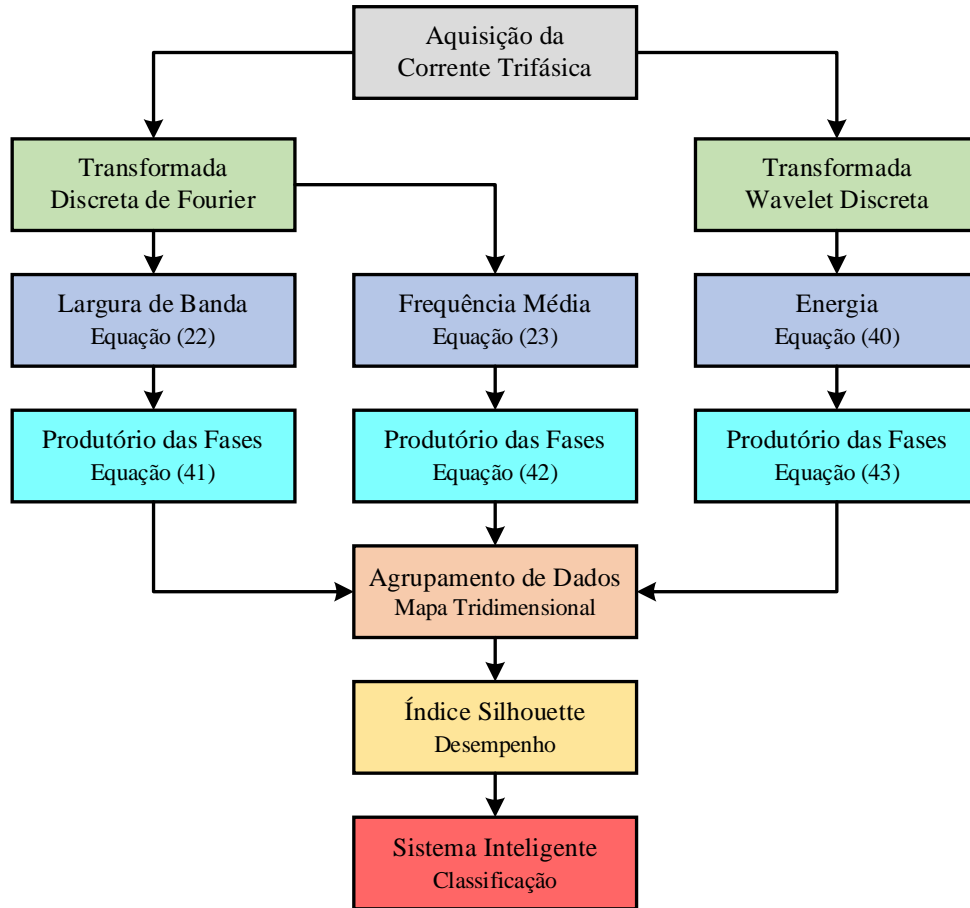 Aquisição da
Corrente Trifásica
Transformada
Discreta de Fourier
Transformada
Wavelet Discreta
Largura de Banda
Equação (22)
Frequência Média
Equação (23)
Energia
Equação (40)
Produtório das Fases
Equação (41)
Produtório das Fases
Equação (42)
Produtório das Fases
Equação (43)
Agrupamento de Dados
Mapa Tridimensional
Índice Silhouette
Desempenho
Sistema Inteligente
Classificação